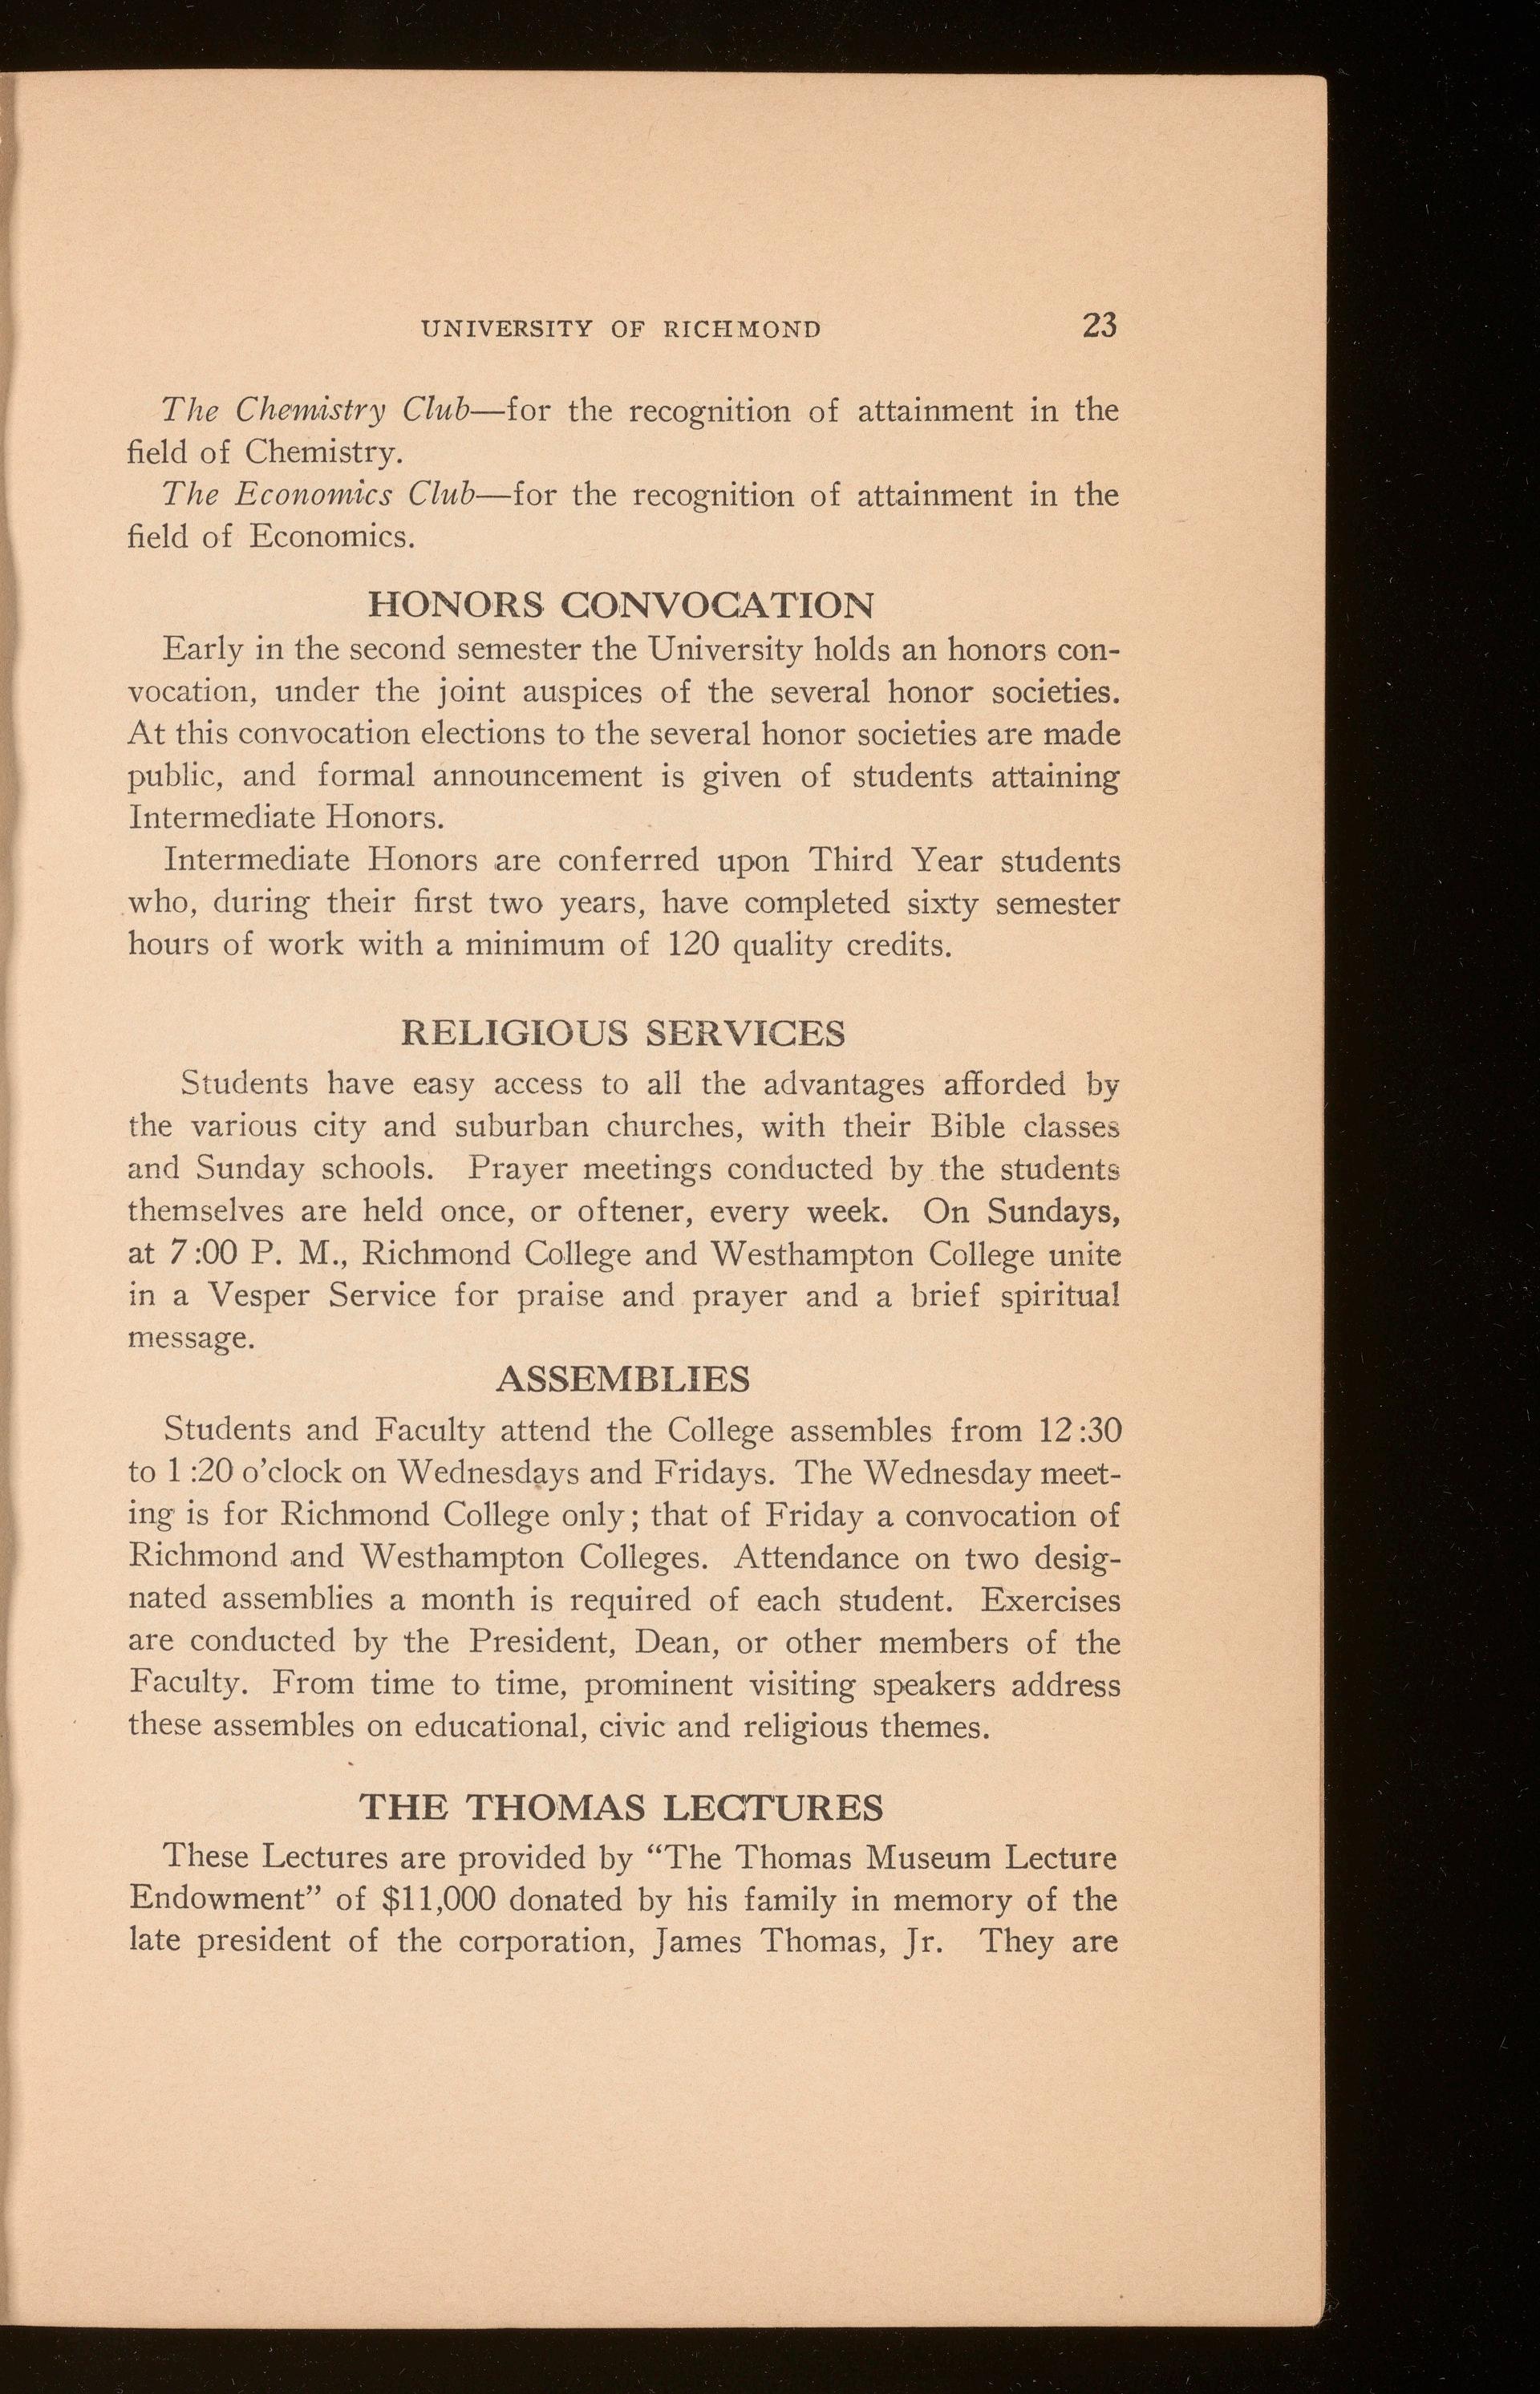 UNIVERSITY OF RICHMOND 23
The Chemistry Club—for the recognition of attainment in the
field of Chemistry.
The Economics Club—for the recognition of attainment in the
field of Economics.
HONORS CONVOCATION
Early in the second semester the University holds an honors con-
vocation, under the joint auspices of the several honor societies.
At this convocation elections to the several honor societies are made
public, and formal announcement is given of students attaining
Intermediate Honors.
Intermediate Honors are conferred upon Third Year students
who, during their first two years, have completed sixty semester
hours of work with a minimum of 120 quality credits.
RELIGIOUS SERVICES
Students have easy access to all the advantages afforded by
the various city and suburban churches, with their Bible classes
and Sunday schools. Prayer meetings conducted by the students
themselves are held once, or oftener, every week. On Sundays,
at 7:00 P. M., Richmond College and Westhampton College unite
in a Vesper Service for praise and prayer and a brief spiritual
message.
ASSEMBLIES
Students and Faculty attend the College assembles from 12:30
to 1:20 o'clock on Wednesdays and Fridays. The Wednesday meet-
ing is for Richmond College only; that of Friday a convocation of
Richmond and Westhampton Colleges. Attendance on two desig-
nated assemblies a month is required of each student. Exercises
are conducted by the President, Dean, or other members of the
Faculty. From time to time, prominent visiting speakers address
these assembles on educational, civic and religious themes.
THE THOMAS LECTURES
These Lectures are provided by “The Thomas Museum Lecture
Endowment” of $11,000 donated by his family in memory of the
late president of the corporation, James Thomas, Jr. They are